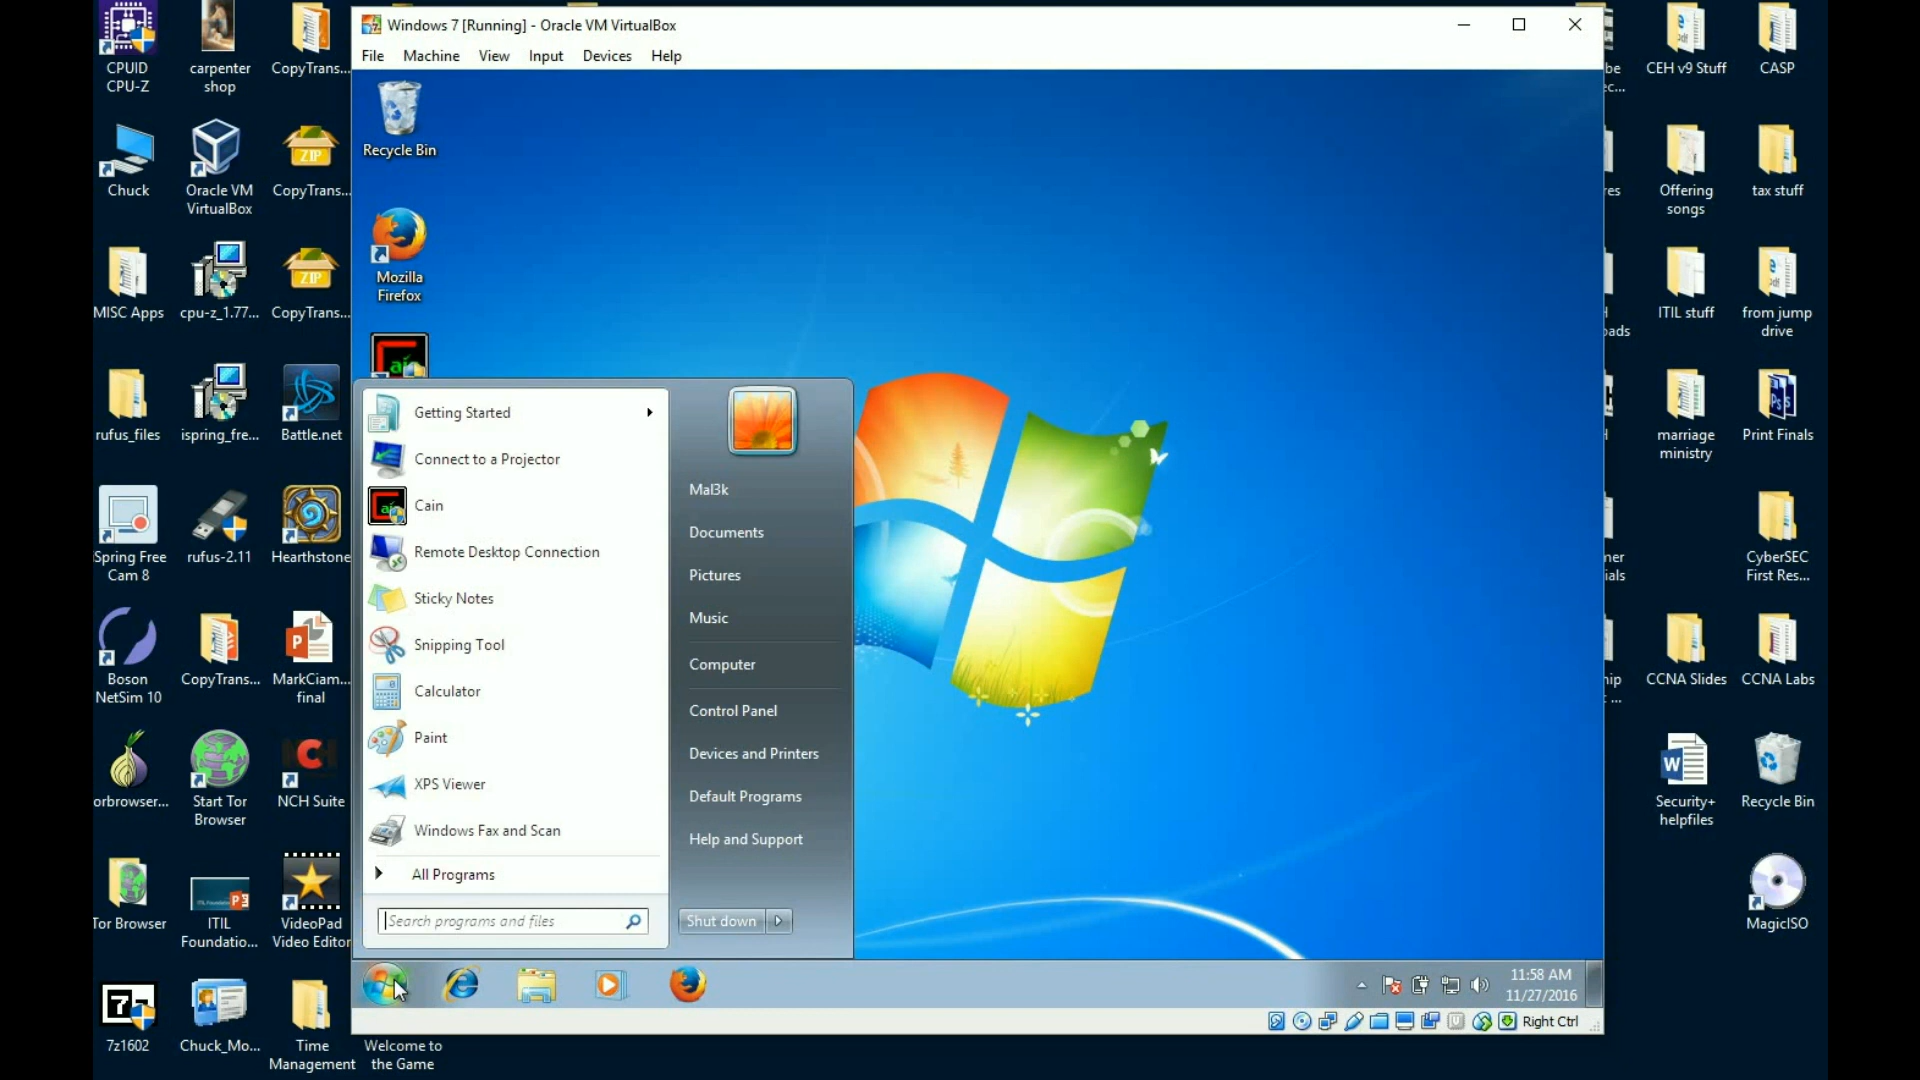 Windows 7 [Running] - Oracle VM VirtualBox
File Machine View Input Devices Help
CPUID
CPU-Z
carpenter
shop
CopyTrans...
Chuck
Oracle VM
VirtualBox
CopyTrans...
MISC Apps
cpu-z_1.77...
CopyTrans...
rufus_files
ispring_fre...
Battle.net
Spring Free
Cam 8
rufus-2.11
Hearthstone
Boson
NetSim 10
CopyTrans...
MarkCiam...
final
orbrowser...
Start Tor
Browser
NCH Suite
Tor Browser
ITIL
Foundatio...
VideoPad
Video Editor
7z1602
Chuck_Mo...
Time
Management
Welcome to
the Game
Recycle Bin
Mozilla
Firefox
Getting Started
Connect to a Projector
Cain
Remote Desktop Connection
Sticky Notes
Snipping Tool
Calculator
Paint
XPS Viewer
Windows Fax and Scan
All Programs
Search programs and files
Mal3k
Documents
Pictures
Music
Computer
Control Panel
Devices and Printers
Default Programs
Help and Support
Shut down
11:58 AM
11/27/2016
Right Ctrl
CEH v9 Stuff
CASP
Offering
songs
tax stuff
ITIL stuff
from jump
drive
marriage
ministry
Print Finals
CyberSEC
First Res...
CCNA Slides
CCNA Labs
Security+
helpfiles
Recycle Bin
MagicISO